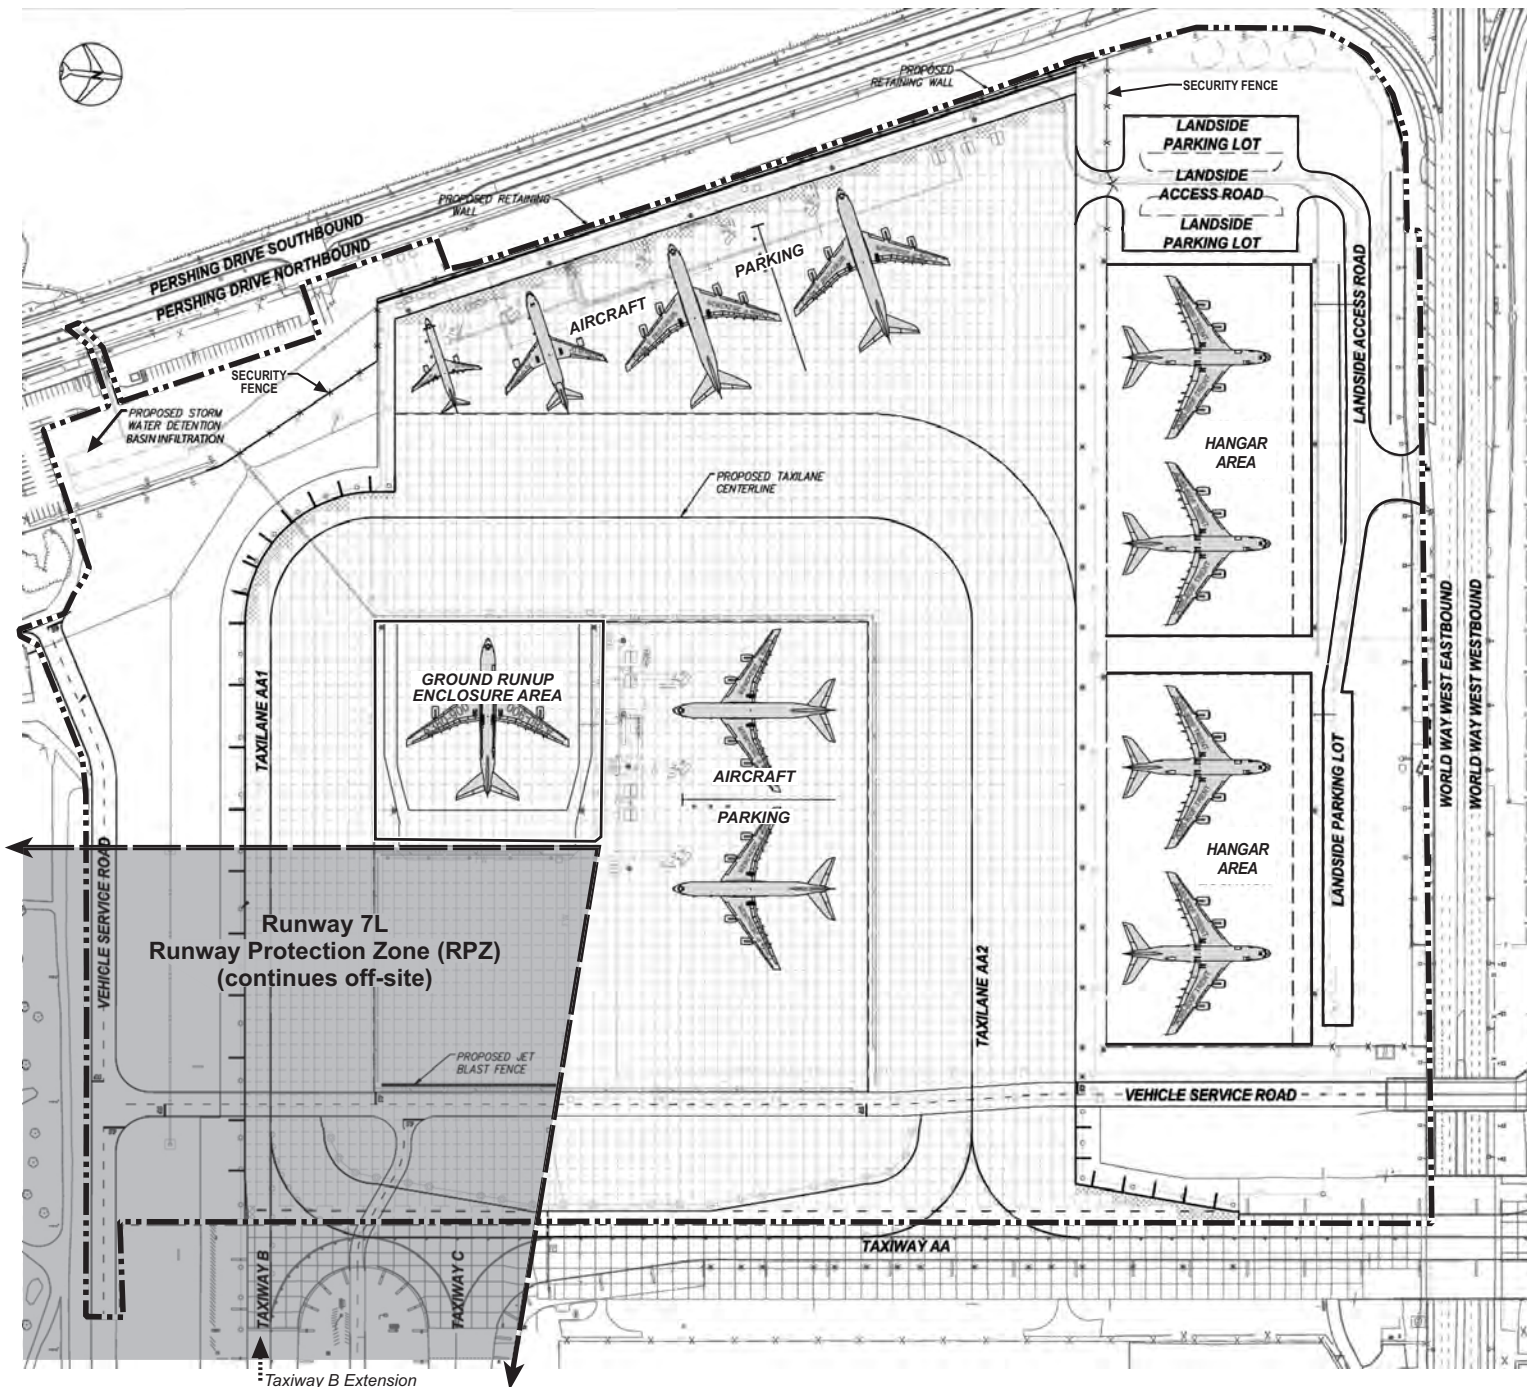 PROPOSED
RETAINING WALL
SECURITY FENCE
LANDSIDE
PARKING LOT
LANDSIDE
ACCESS ROAD
LANDSIDE
PARKING LOT
PROPOSED RETAINING
WALL
PERSHING DRIVE SOUTHBOUND
PERSHING DRIVE NORTHBOUND
AIRCRAFT
PARKING
LANDSIDE ACCESS ROAD
SECURITY
FENCE
PROPOSED STORM
WATER DETENTION
BASIN INFILTRATION
HANGAR
AREA
PROPOSED TAXILANE
CENTERLINE
WORLD WAY WEST EASTBOUND
WORLD WAY WEST WESTBOUND
TAXILANE AA1
GROUND RUNUP
ENCLOSURE AREA
AIRCRAFT
PARKING
LANDSIDE PARKING LOT
HANGAR
AREA
VEHICLE SERVICE ROAD
Runway 7L
Runway Protection Zone (RPZ)
(continues off-site)
TAXILANE AA2
PROPOSED JET
BLAST FENCE
VEHICLE SERVICE ROAD
TAXIWAY AA
TAXIWAY B
TAXIWAY C
Taxiway B Extension